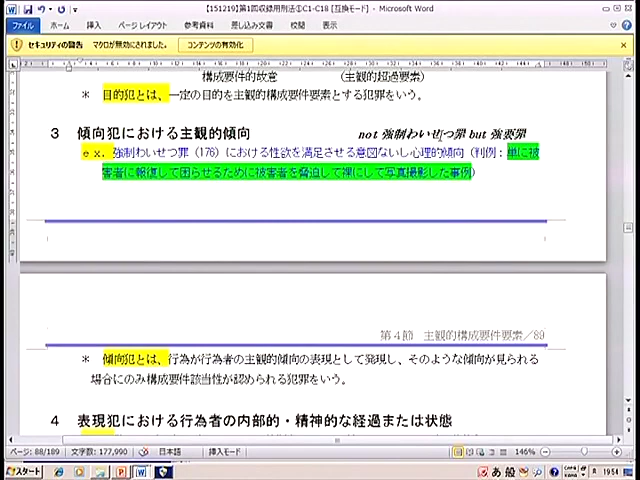 【151219】第1回収録用刑法①C1-C18 [互換モード] - Microsoft Word
ファイル ホーム 挿入 ページ レイアウト 参考資料 差し込み文書 校閲 表示
セキュリティの警告 マクロが無効にされました。 コンテンツの有効化
構成要件的故意 (主観的超過要素)
* 目的犯とは、一定の目的を主観的構成要件要素とする犯罪をいう。
3 傾向犯における主観的傾向 not 強制わいせつ罪 but 強要罪
ex. 強制わいせつ罪(176)における性欲を満足させる意図ないし心理的傾向(判例:単に被
害者に報復して困らせるために被害者を脅迫して裸にして写真撮影した事例)
第4節 主観的構成要件要素/89
* 傾向犯とは、行為が行為者の主観的傾向の表現として発現し、そのような傾向が見られる
場合にのみ構成要件該当性が認められる犯罪をいう。
4 表現犯における行為者の内部的・精神的な経過または状態
ページ: 88/189 文字数: 177,990 挿入モード 146%
スタート あ 般 19:54